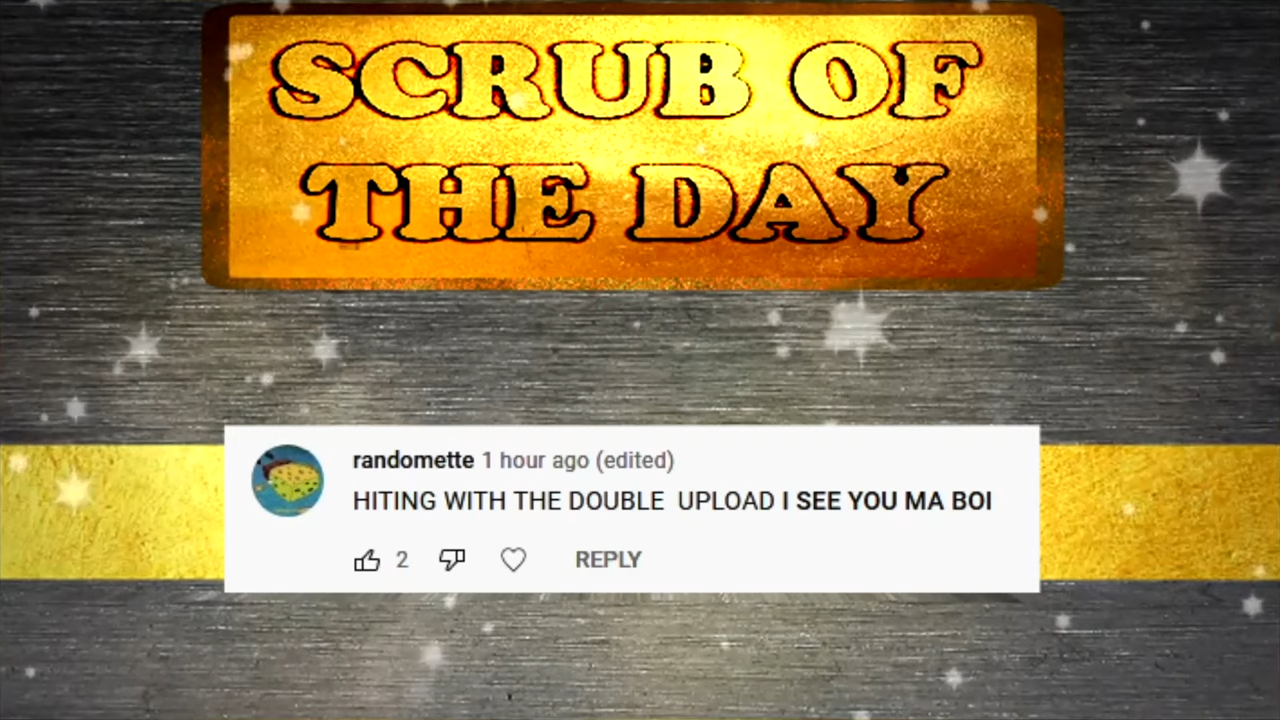 SCRUB OF
THE DAY
randomette 1 hour ago (edited)
HITING WITH THE DOUBLE UPLOAD I SEE YOU MA BOI
2 REPLY